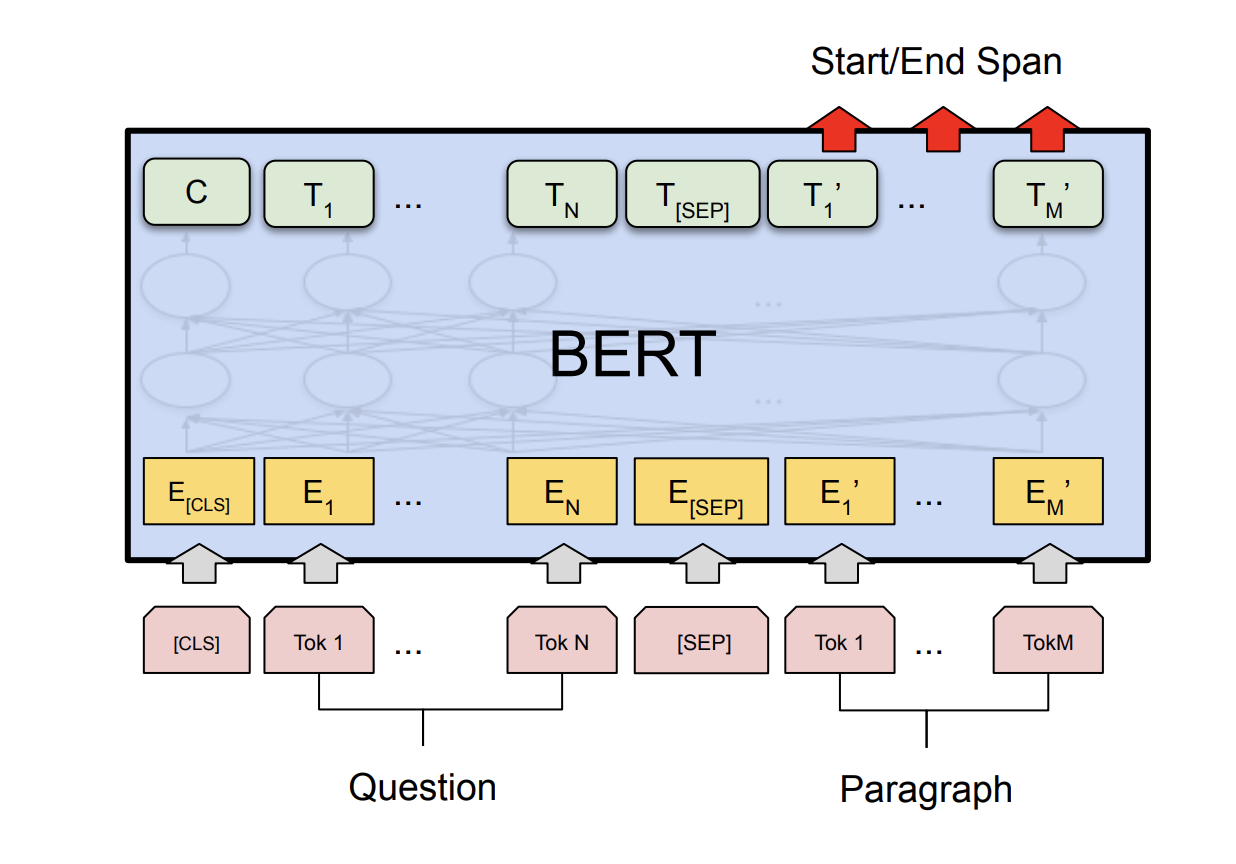 Start/End Span
C T1 ... TN T[SEP] T1’ ... TM’
...
BERT
...
E[CLS] E1 ... EN E[SEP] E1’ ... EM’
[CLS] Tok 1 ... Tok N [SEP] Tok 1 ... TokM
Question Paragraph